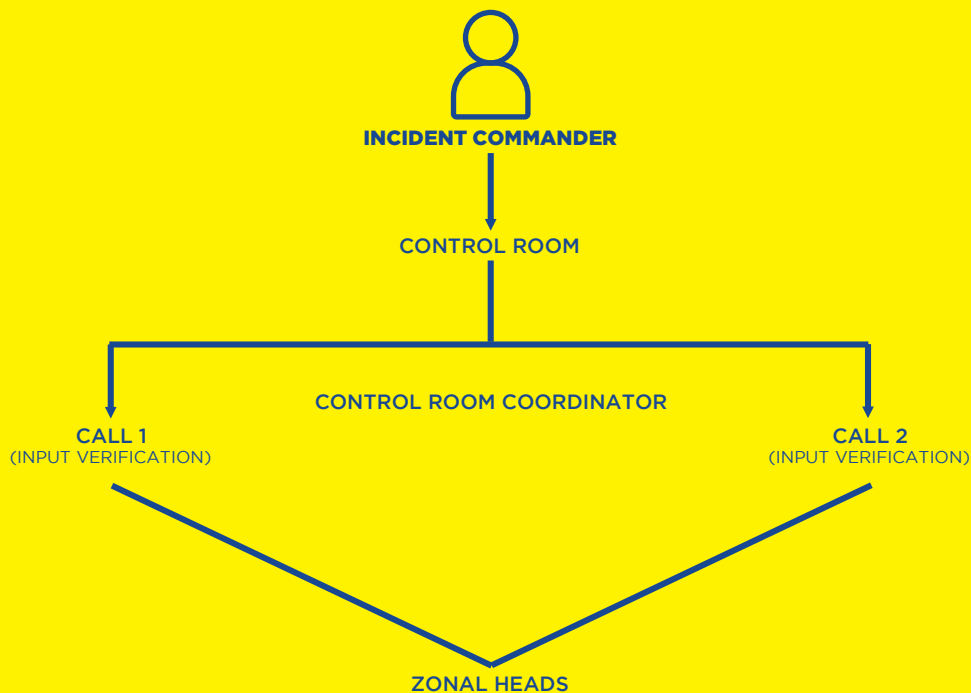 INCIDENT COMMANDER
CONTROL ROOM
CONTROL ROOM COORDINATOR
CALL 1
(INPUT VERIFICATION)
CALL 2
(INPUT VERIFICATION)
ZONAL HEADS